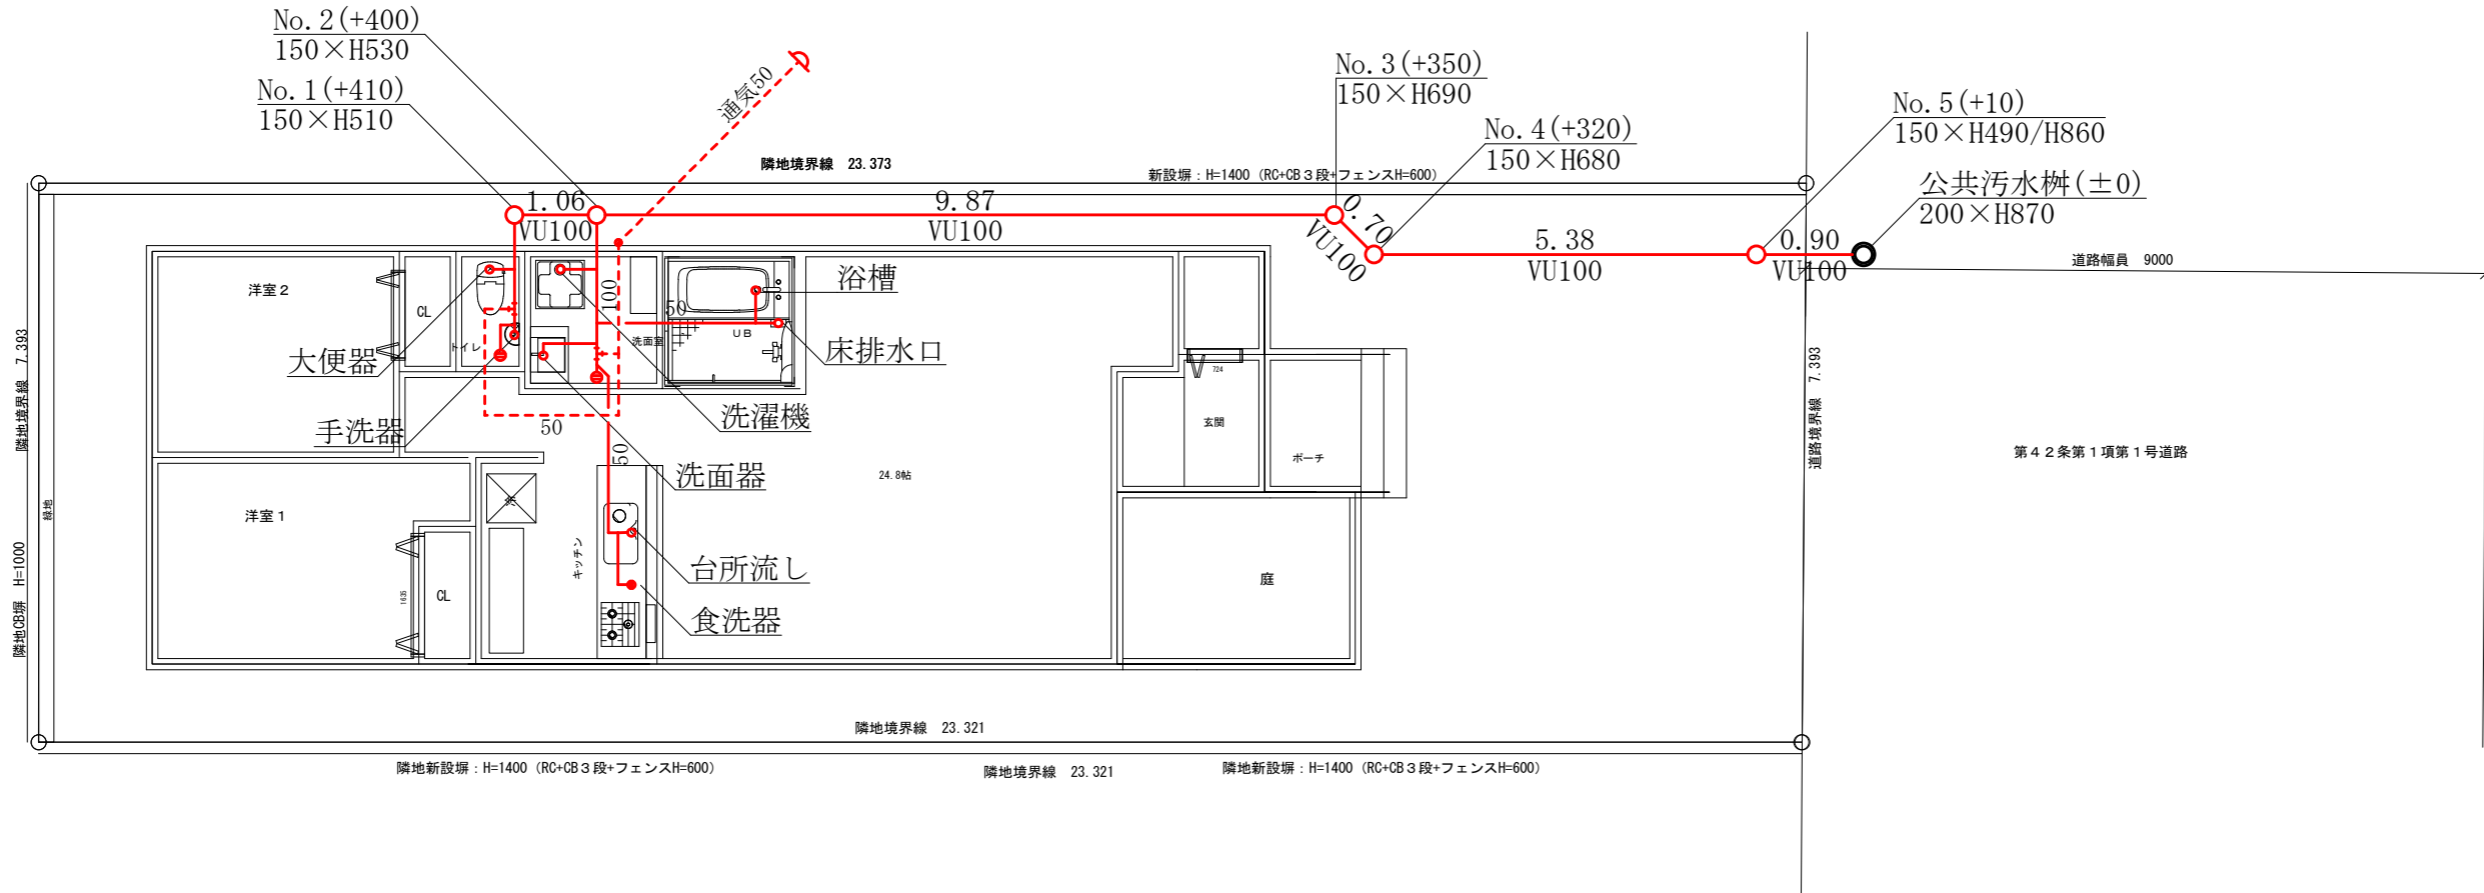 No.2(+400)
150×H530
No.1(+410)
150×H510
通気50
No.3(+350)
150×H690
No.4(+320)
150×H680
No.5(+10)
150×H490/H860
公共汚水桝(±0)
200×H870
隣地境界線 23.373
新設塀：H=1400（RC+CB３段+フェンスH=600）
1.06
VU100
9.87
VU100
0.70
VU100
5.38
VU100
0.90
VU100
道路幅員 9000
洋室２
CL
トイレ
100
50
洗面室
ＵＢ
浴槽
床排水口
大便器
手洗器
洗濯機
洗面器
50
50
724
玄関
ポーチ
24.8帖
隣地境界線 7.393
道路境界線 7.393
第４２条第１項第１号道路
緑地
隣地CB塀 H=1000
洋室１
冷
キッチン
台所流し
食洗器
1635
CL
庭
隣地境界線 23.321
隣地新設塀：H=1400（RC+CB３段+フェンスH=600）
隣地境界線 23.321
隣地新設塀：H=1400（RC+CB３段+フェンスH=600）